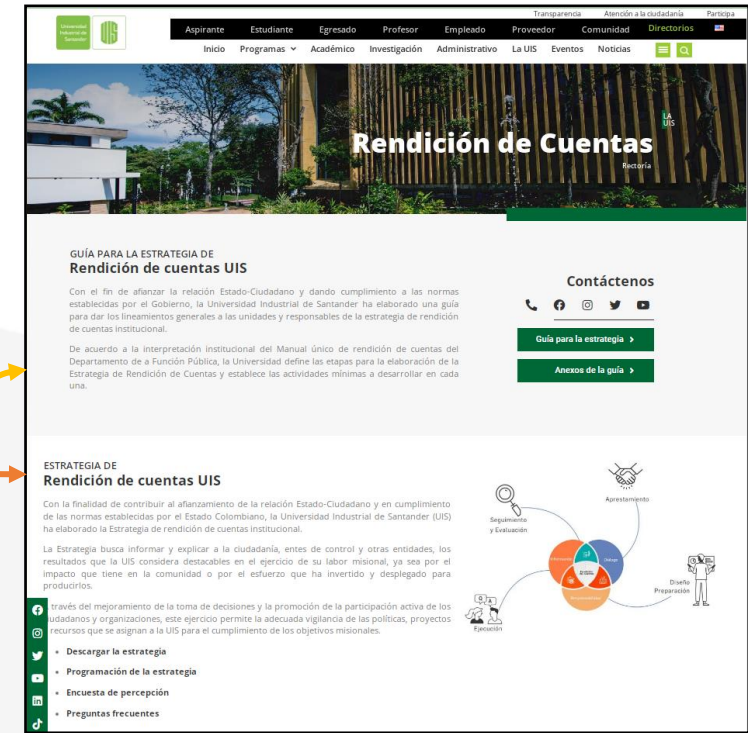 Transparencia Atención a la ciudadanía Participa
Universidad
Industrial de
Santander
UIS
Aspirante Estudiante Egresado Profesor Empleado Proveedor Comunidad Directorios
Inicio Programas Académico Investigación Administrativo La UIS Eventos Noticias
LA
UIS
Rendición de Cuentas
Rectoría
GUÍA PARA LA ESTRATEGIA DE
Rendición de cuentas UIS
Con el fin de afianzar la relación Estado-Ciudadano y dando cumplimiento a las normas
establecidas por el Gobierno, la Universidad Industrial de Santander ha elaborado una guía
para dar los lineamientos generales a las unidades y responsables de la estrategia de rendición
de cuentas institucional.
De acuerdo a la interpretación institucional del Manual único de rendición de cuentas del
Departamento de a Función Pública, la Universidad define las etapas para la elaboración de la
Estrategia de Rendición de Cuentas y establece las actividades mínimas a desarrollar en cada
una.
Contáctenos
Guía para la estrategia
Anexos de la guía
ESTRATEGIA DE
Rendición de cuentas UIS
Con la finalidad de contribuir al afianzamiento de la relación Estado-Ciudadano y en cumplimiento
de las normas establecidas por el Estado Colombiano, la Universidad Industrial de Santander (UIS)
ha elaborado la Estrategia de rendición de cuentas institucional.
La Estrategia busca informar y explicar a la ciudadanía, entes de control y otras entidades, los
resultados que la UIS considera destacables en el ejercicio de su labor misional, ya sea por el
impacto que tiene en la comunidad o por el esfuerzo que ha invertido y desplegado para
producirlos.
través del mejoramiento de la toma de decisiones y la promoción de la participación activa de los
udadanos y organizaciones, este ejercicio permite la adecuada vigilancia de las políticas, proyectos
recursos que se asignan a la UIS para el cumplimiento de los objetivos misionales.
• Descargar la estrategia
• Programación de la estrategia
• Encuesta de percepción
• Preguntas frecuentes
Aprestamiento
Seguimiento
y Evaluación
Diálogo
Diseño
Preparación
Q A
Ejecución